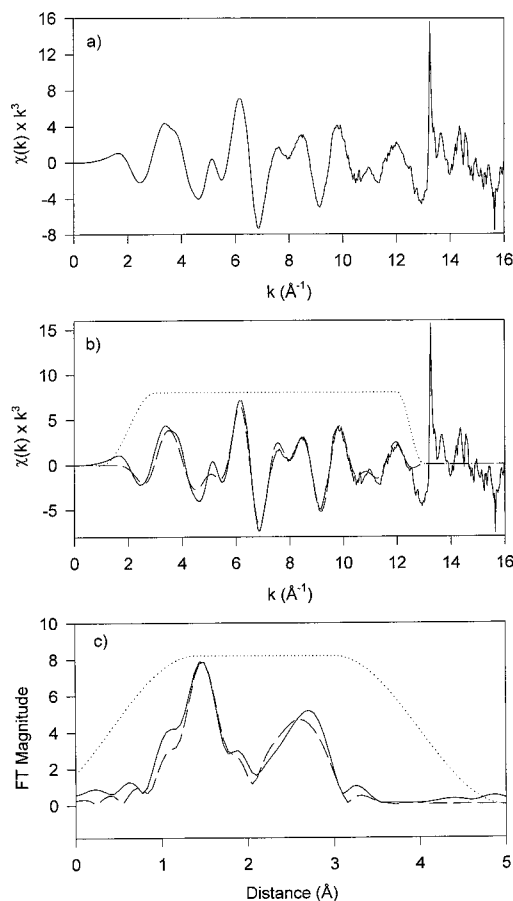 a)
χ(k) x k³
16
12
8
4
0
-4
-8
0 2 4 6 8 10 12 14 16
k (Å⁻¹)
b)
χ(k) x k³
15
10
5
0
-5
0 2 4 6 8 10 12 14 16
k (Å⁻¹)
c)
FT Magnitude
10
8
6
4
2
0
0 1 2 3 4 5
Distance (Å)